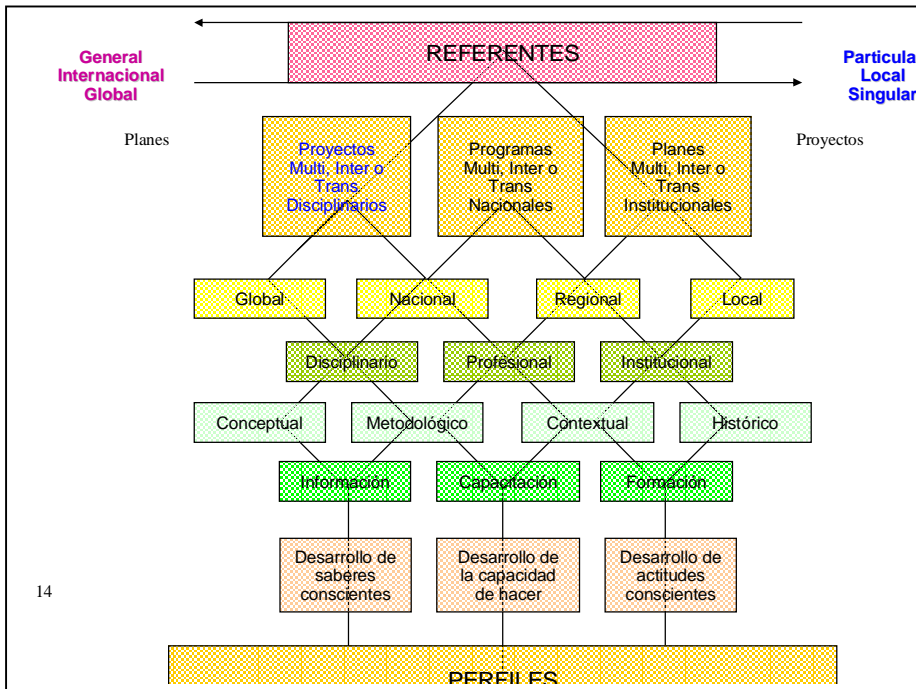 REFERENTES
General
Internacional
Global
Particular
Local
Singular
Planes
Proyectos
Proyectos
Multi, Inter o
Trans.
Disciplinarios
Programas
Multi, Inter o
Trans
Nacionales
Planes
Multi, Inter o
Trans
Institucionales
Global
Nacional
Regional
Local
Disciplinario
Profesional
Institucional
Conceptual
Metodológico
Contextual
Histórico
Información
Capacitación
Formación
Desarrollo de
saberes
conscientes
Desarrollo de
la capacidad
de hacer
Desarrollo de
actitudes
conscientes
14
PERFILES